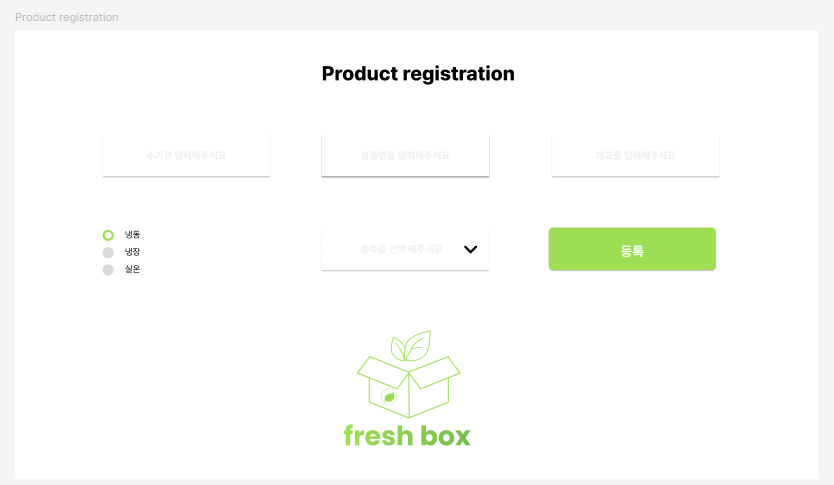 Product registration
Product registration
수기로 입력해주세요
상품명을 입력해주세요
재고를 입력해주세요
냉동
냉장
실온
품목을 선택 해주세요
등록
fresh box